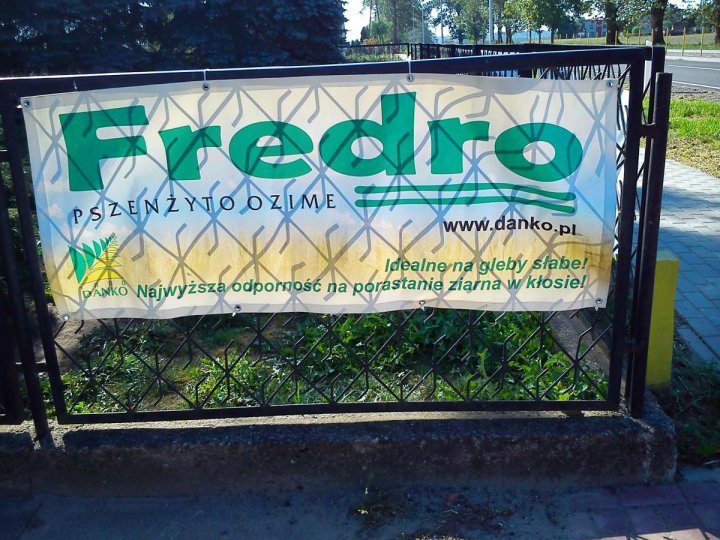 Fredro
PSZENŻYTO OZIME
www.danko.pl
DANKO
Idealne na gleby słabe!
Najwyższa odporność na porastanie ziarna w kłosie!